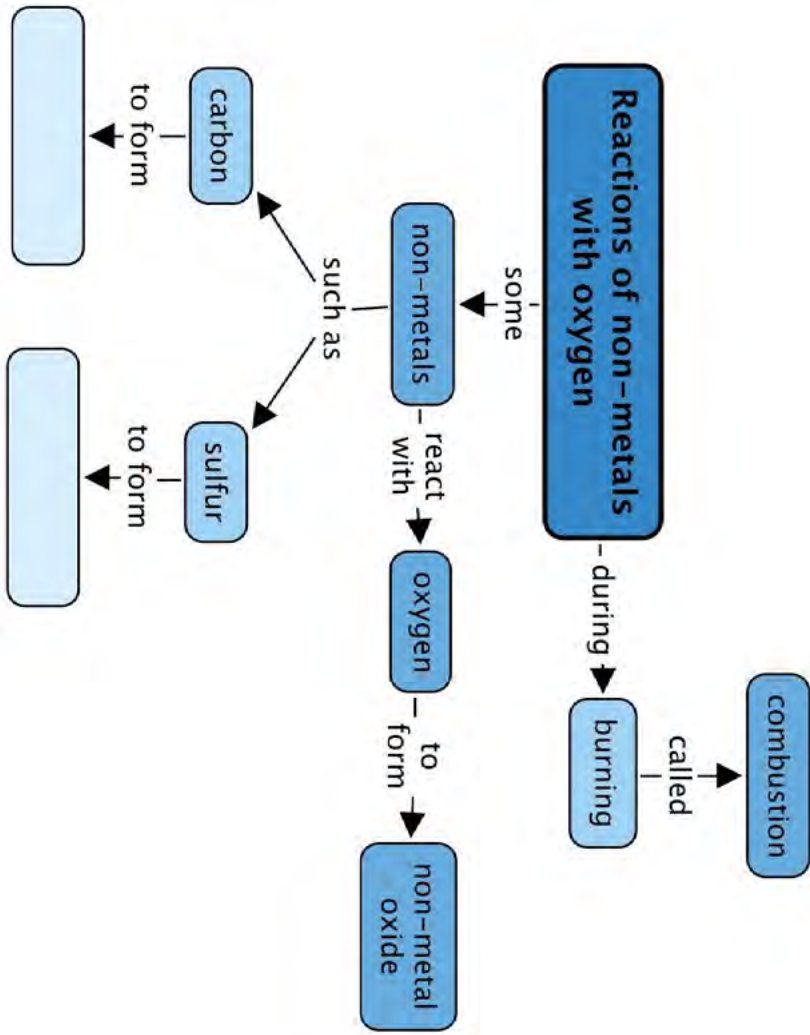 Reactions of non-metals
with oxygen
some
during
burning
called
combustion
non-metals
react
with
oxygen
to
form
non-metal
oxide
such as
carbon
to form
sulfur
to form